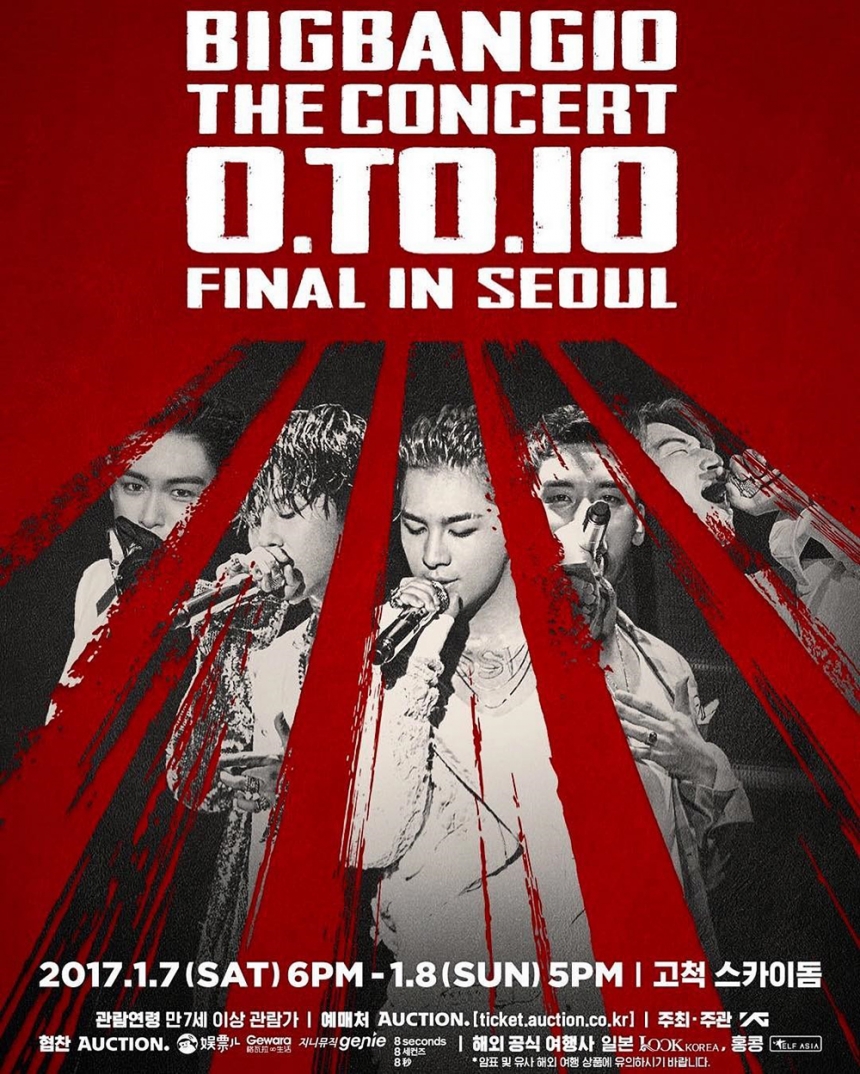 BIGBANG10
THE CONCERT
0.TO.10
FINAL IN SEOUL
2017.1.7 (SAT) 6PM - 1.8 (SUN) 5PM | 고척 스카이돔
관람연령 만7세 이상 관람가 | 예매처 AUCTION. [ticket.auction.co.kr] | 주최·주관 YG
협찬 AUCTION. 娱票儿 Gewara 格瓦拉@生活 지니뮤직 genie 8seconds 8세컨즈 8秒 | 해외 공식 여행사 일본 KOREA, 홍콩 ELF ASIA
*암표 및 유사 해외 여행 상품에 유의하시기 바랍니다.